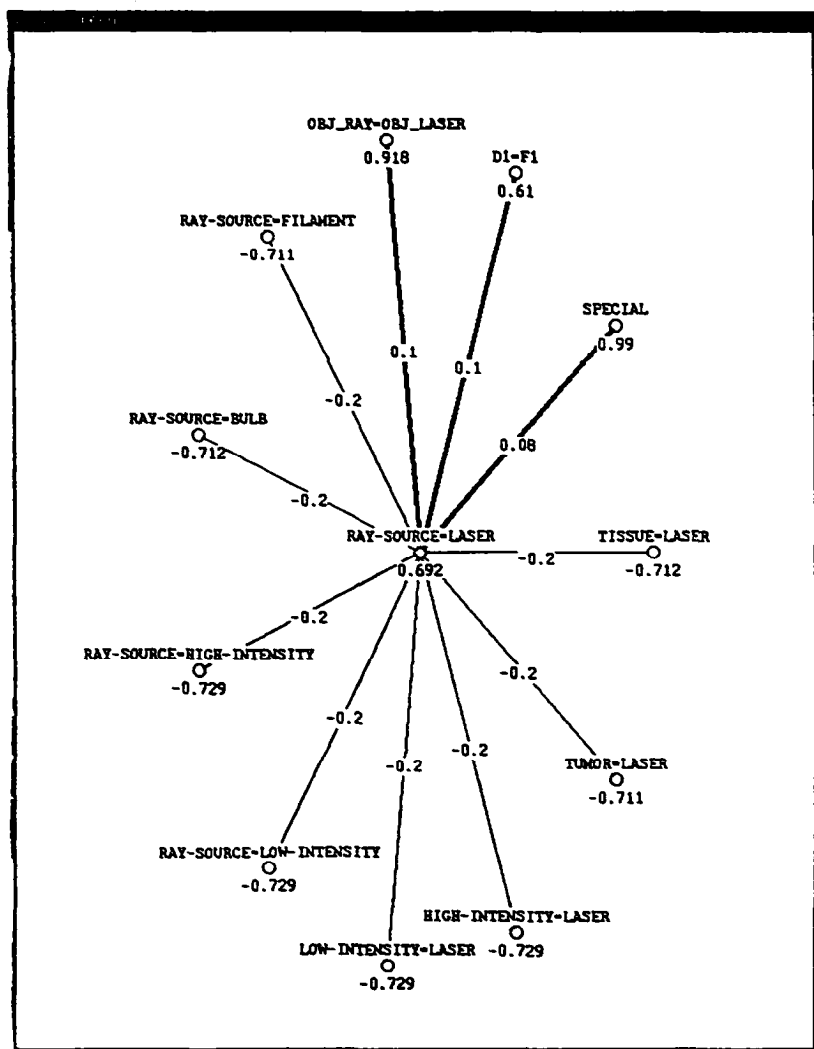 OBJ_RAY=OBJ_LASER
0.918
D1=F1
0.61
RAY-SOURCE=FILAMENT
-0.711
SPECIAL
0.99
0.1
0.1
-0.2
RAY-SOURCE=BULB
-0.712
0.08
-0.2
RAY-SOURCE=LASER
0.692
TISSUE=LASER
-0.712
-0.2
-0.2
RAY-SOURCE=HIGH-INTENSITY
-0.729
-0.2
-0.2
-0.2
-0.2
TUMOR=LASER
-0.711
RAY-SOURCE=LOW-INTENSITY
-0.729
HIGH-INTENSITY=LASER
-0.729
LOW-INTENSITY=LASER
-0.729